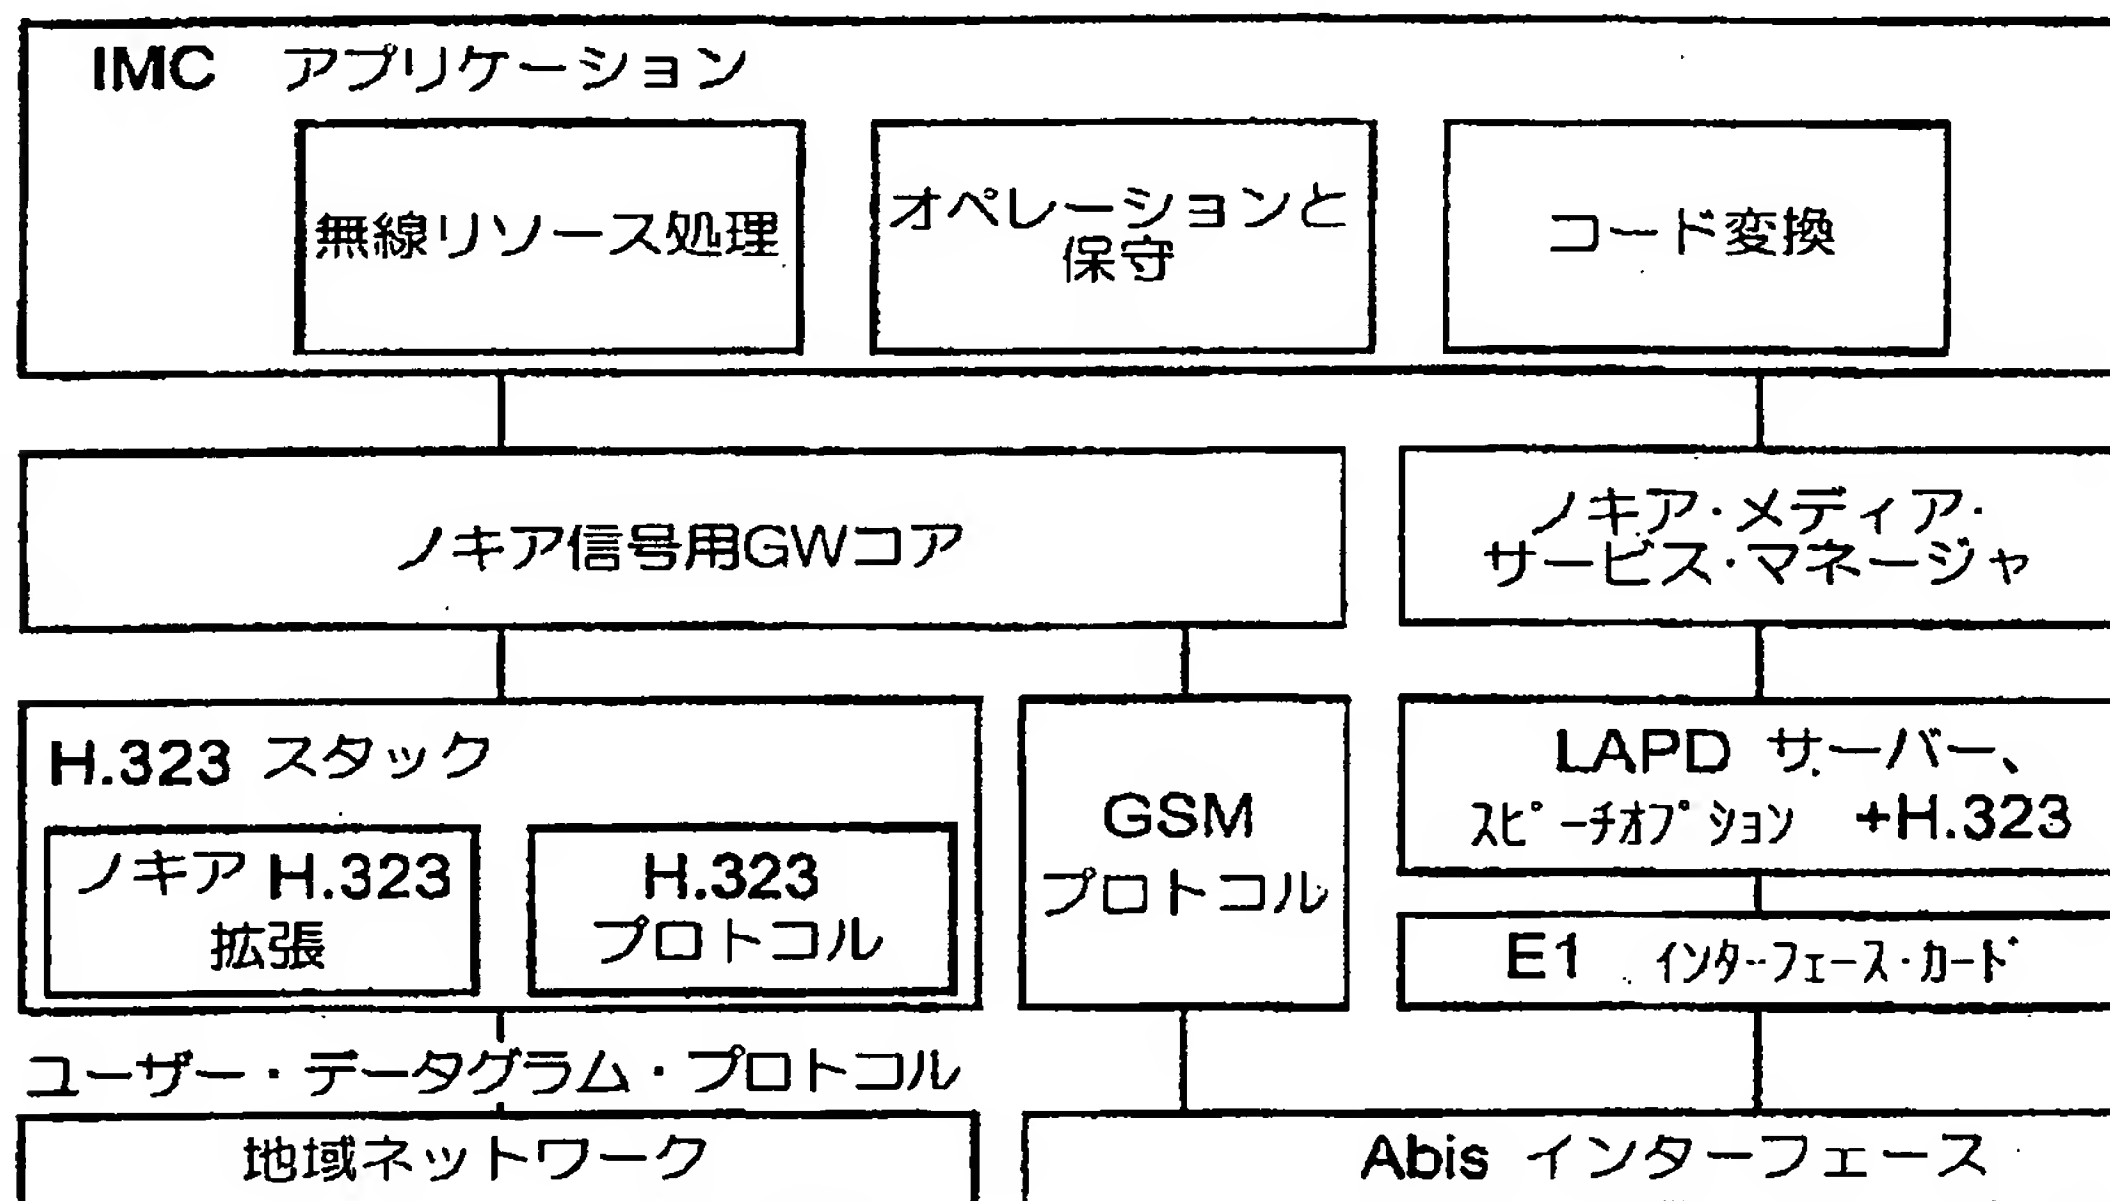 IMC アプリケーション
無線リソース処理
オペレーションと
保守
コード変換
ノキア信号用GWコア
ノキア・メディア・
サービス・マネージャ
H.323 スタック
ノキア H.323
拡張
H.323
プロトコル
GSM
プロトコル
LAPD サーバー、
スピーチオプション +H.323
E1 インターフェース・カード
ユーザー・データグラム・プロトコル
地域ネットワーク
Abis インターフェース